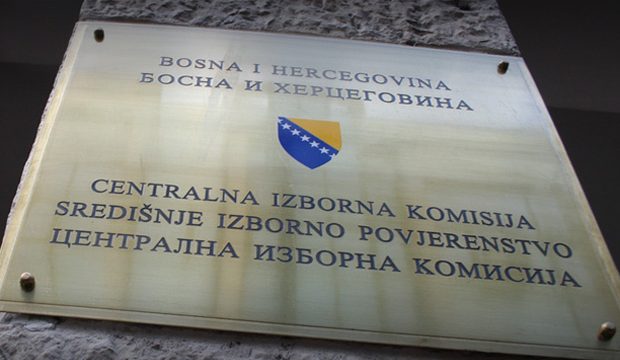 BOSNA I HERCEGOVINA
БОСНА И ХЕРЦЕГОВИНА
CENTRALNA IZBORNA KOMISIJA
SREDIŠNJE IZBORNO POVJERENSTVO
ЦЕНТРАЛНА ИЗБОРНА КОМИСИЈА